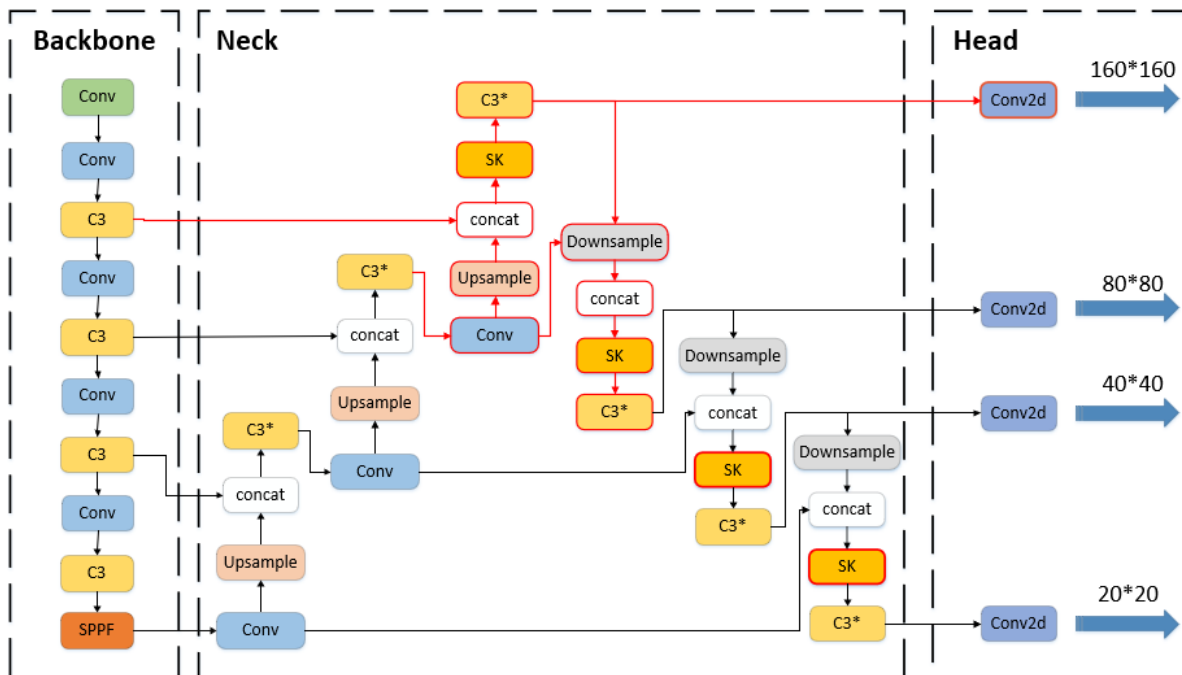 Backbone
Conv
Conv
C3
Conv
C3
Conv
C3
Conv
C3
SPPF
Neck
C3*
SK
concat
Upsample
Conv
C3*
concat
Upsample
Conv
C3*
concat
Upsample
Conv
Downsample
concat
SK
C3*
Downsample
concat
SK
C3*
Downsample
concat
SK
C3*
Head
Conv2d
160*160
Conv2d
80*80
Conv2d
40*40
Conv2d
20*20